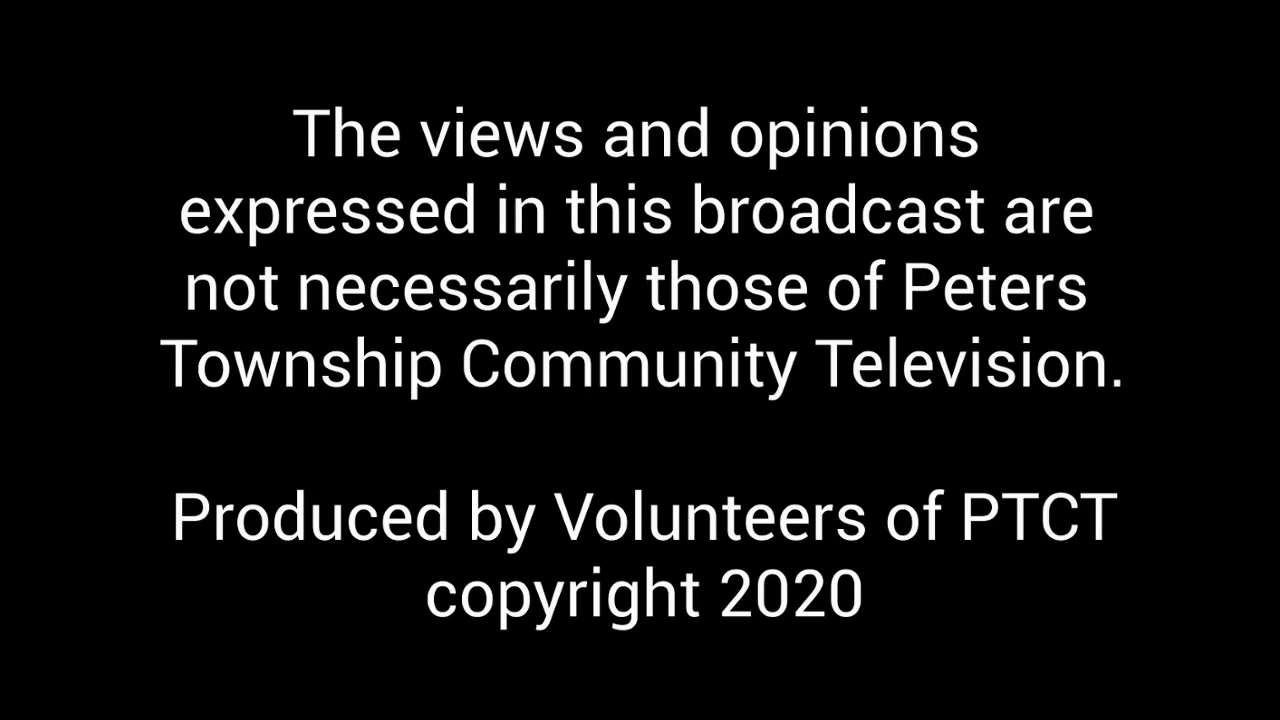 The views and opinions
expressed in this broadcast are
not necessarily those of Peters
Township Community Television.
Produced by Volunteers of PTCT
copyright 2020